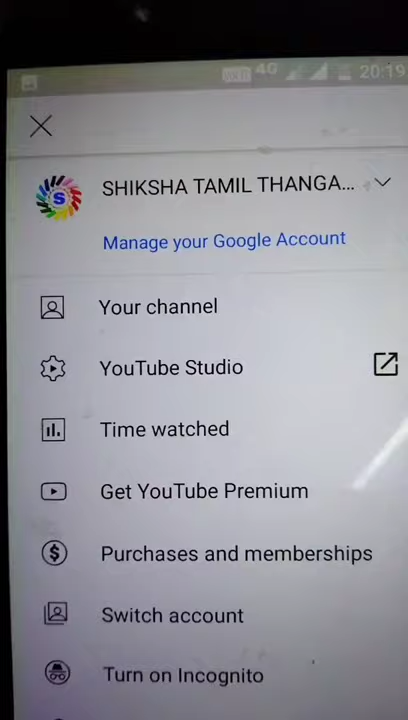 4G 20:19
S
SHIKSHA TAMIL THANGA...
Manage your Google Account
Your channel
YouTube Studio
Time watched
Get YouTube Premium
$
Purchases and memberships
Switch account
Turn on Incognito